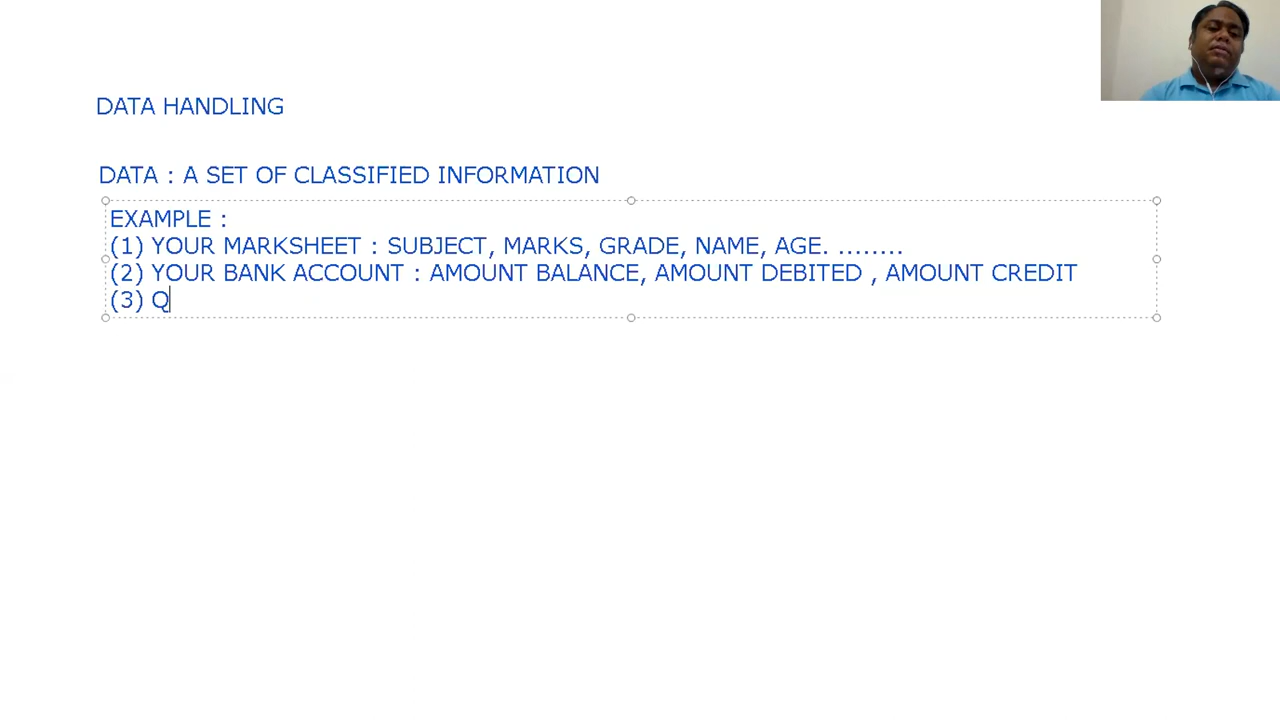 DATA HANDLING
DATA : A SET OF CLASSIFIED INFORMATION
EXAMPLE :
(1) YOUR MARKSHEET : SUBJECT, MARKS, GRADE, NAME, AGE. ........
(2) YOUR BANK ACCOUNT : AMOUNT BALANCE, AMOUNT DEBITED , AMOUNT CREDIT
(3) Q